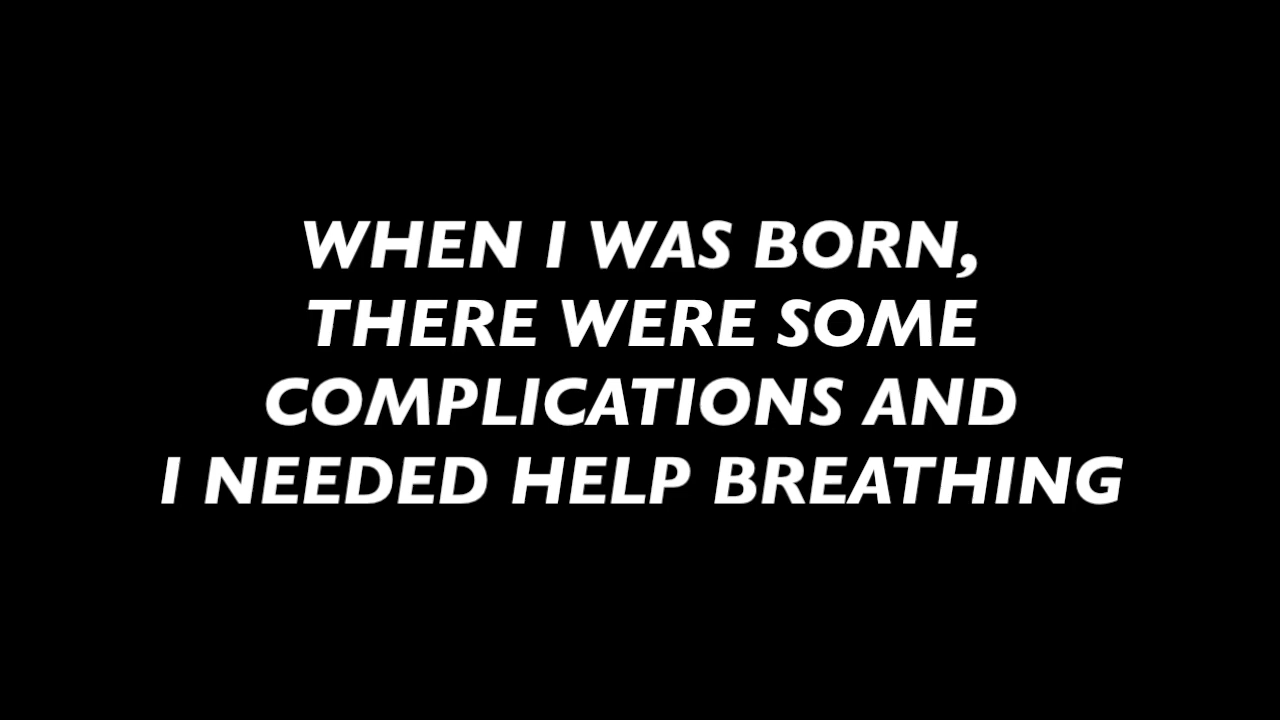 WHEN I WAS BORN,
THERE WERE SOME
COMPLICATIONS AND
I NEEDED HELP BREATHING